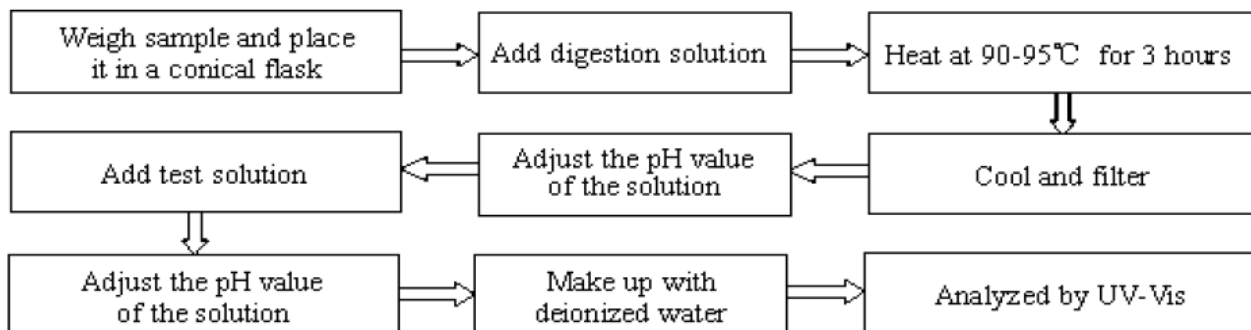 Weigh sample and place
it in a conical flask
Add digestion solution
Heat at 90-95℃ for 3 hours
Cool and filter
Adjust the pH value
of the solution
Add test solution
Adjust the pH value
of the solution
Make up with
deionized water
Analyzed by UV-Vis